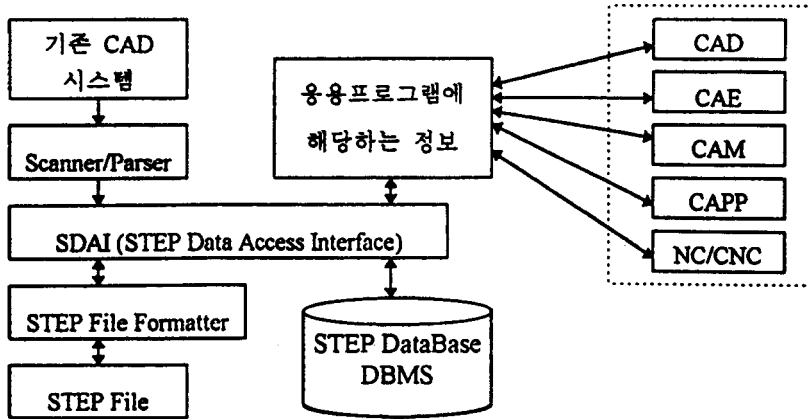 기존 CAD
시스템
Scanner/Parser
SDAI (STEP Data Access Interface)
STEP File Formatter
STEP File
응용프로그램에
해당하는 정보
STEP DataBase
DBMS
CAD
CAE
CAM
CAPP
NC/CNC